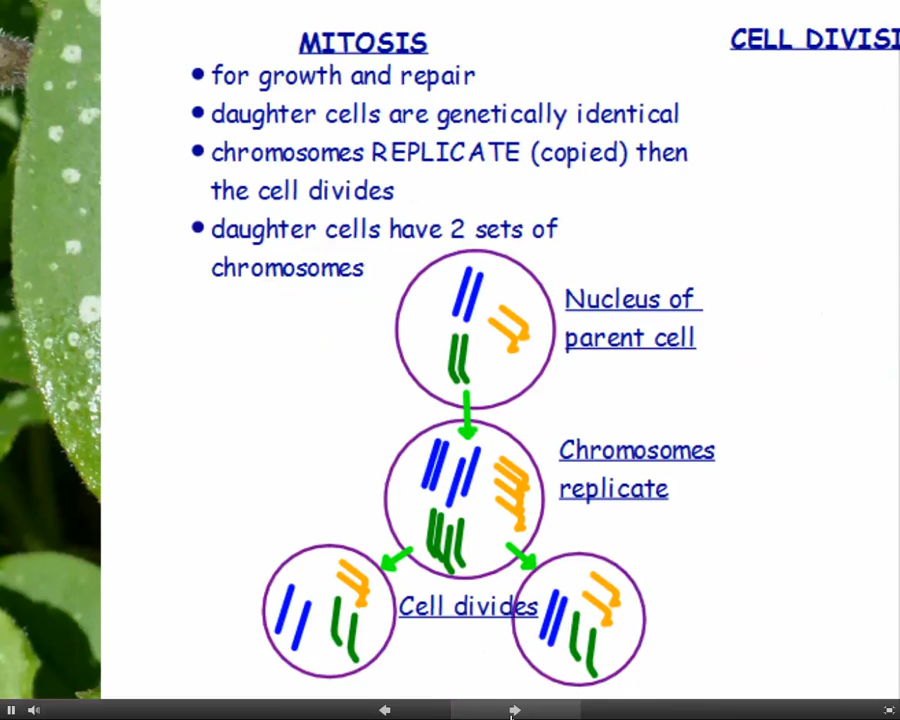 MITOSIS
CELL DIVISI
• for growth and repair
• daughter cells are genetically identical
• chromosomes REPLICATE (copied) then
the cell divides
• daughter cells have 2 sets of
chromosomes
Nucleus of
parent cell
Chromosomes
replicate
Cell divides